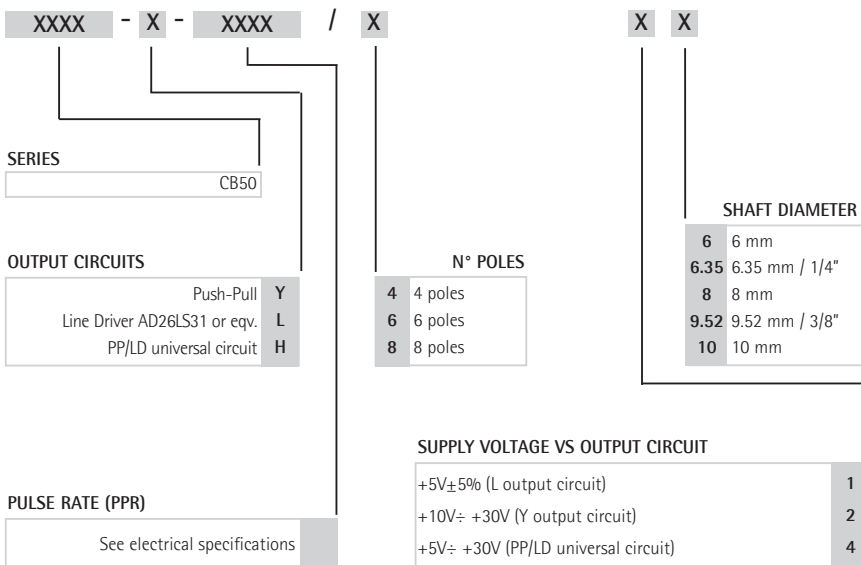 XXXX - X - XXXX / X X X
SERIES
CB50
OUTPUT CIRCUITS
Push-Pull Y
Line Driver AD26LS31 or eqv. L
PP/LD universal circuit H
N° POLES
4 4 poles
6 6 poles
8 8 poles
SHAFT DIAMETER
6 6 mm
6.35 6.35 mm / 1/4"
8 8 mm
9.52 9.52 mm / 3/8"
10 10 mm
PULSE RATE (PPR)
See electrical specifications
SUPPLY VOLTAGE VS OUTPUT CIRCUIT
+5V±5% (L output circuit) 1
+10V÷ +30V (Y output circuit) 2
+5V÷ +30V (PP/LD universal circuit) 4